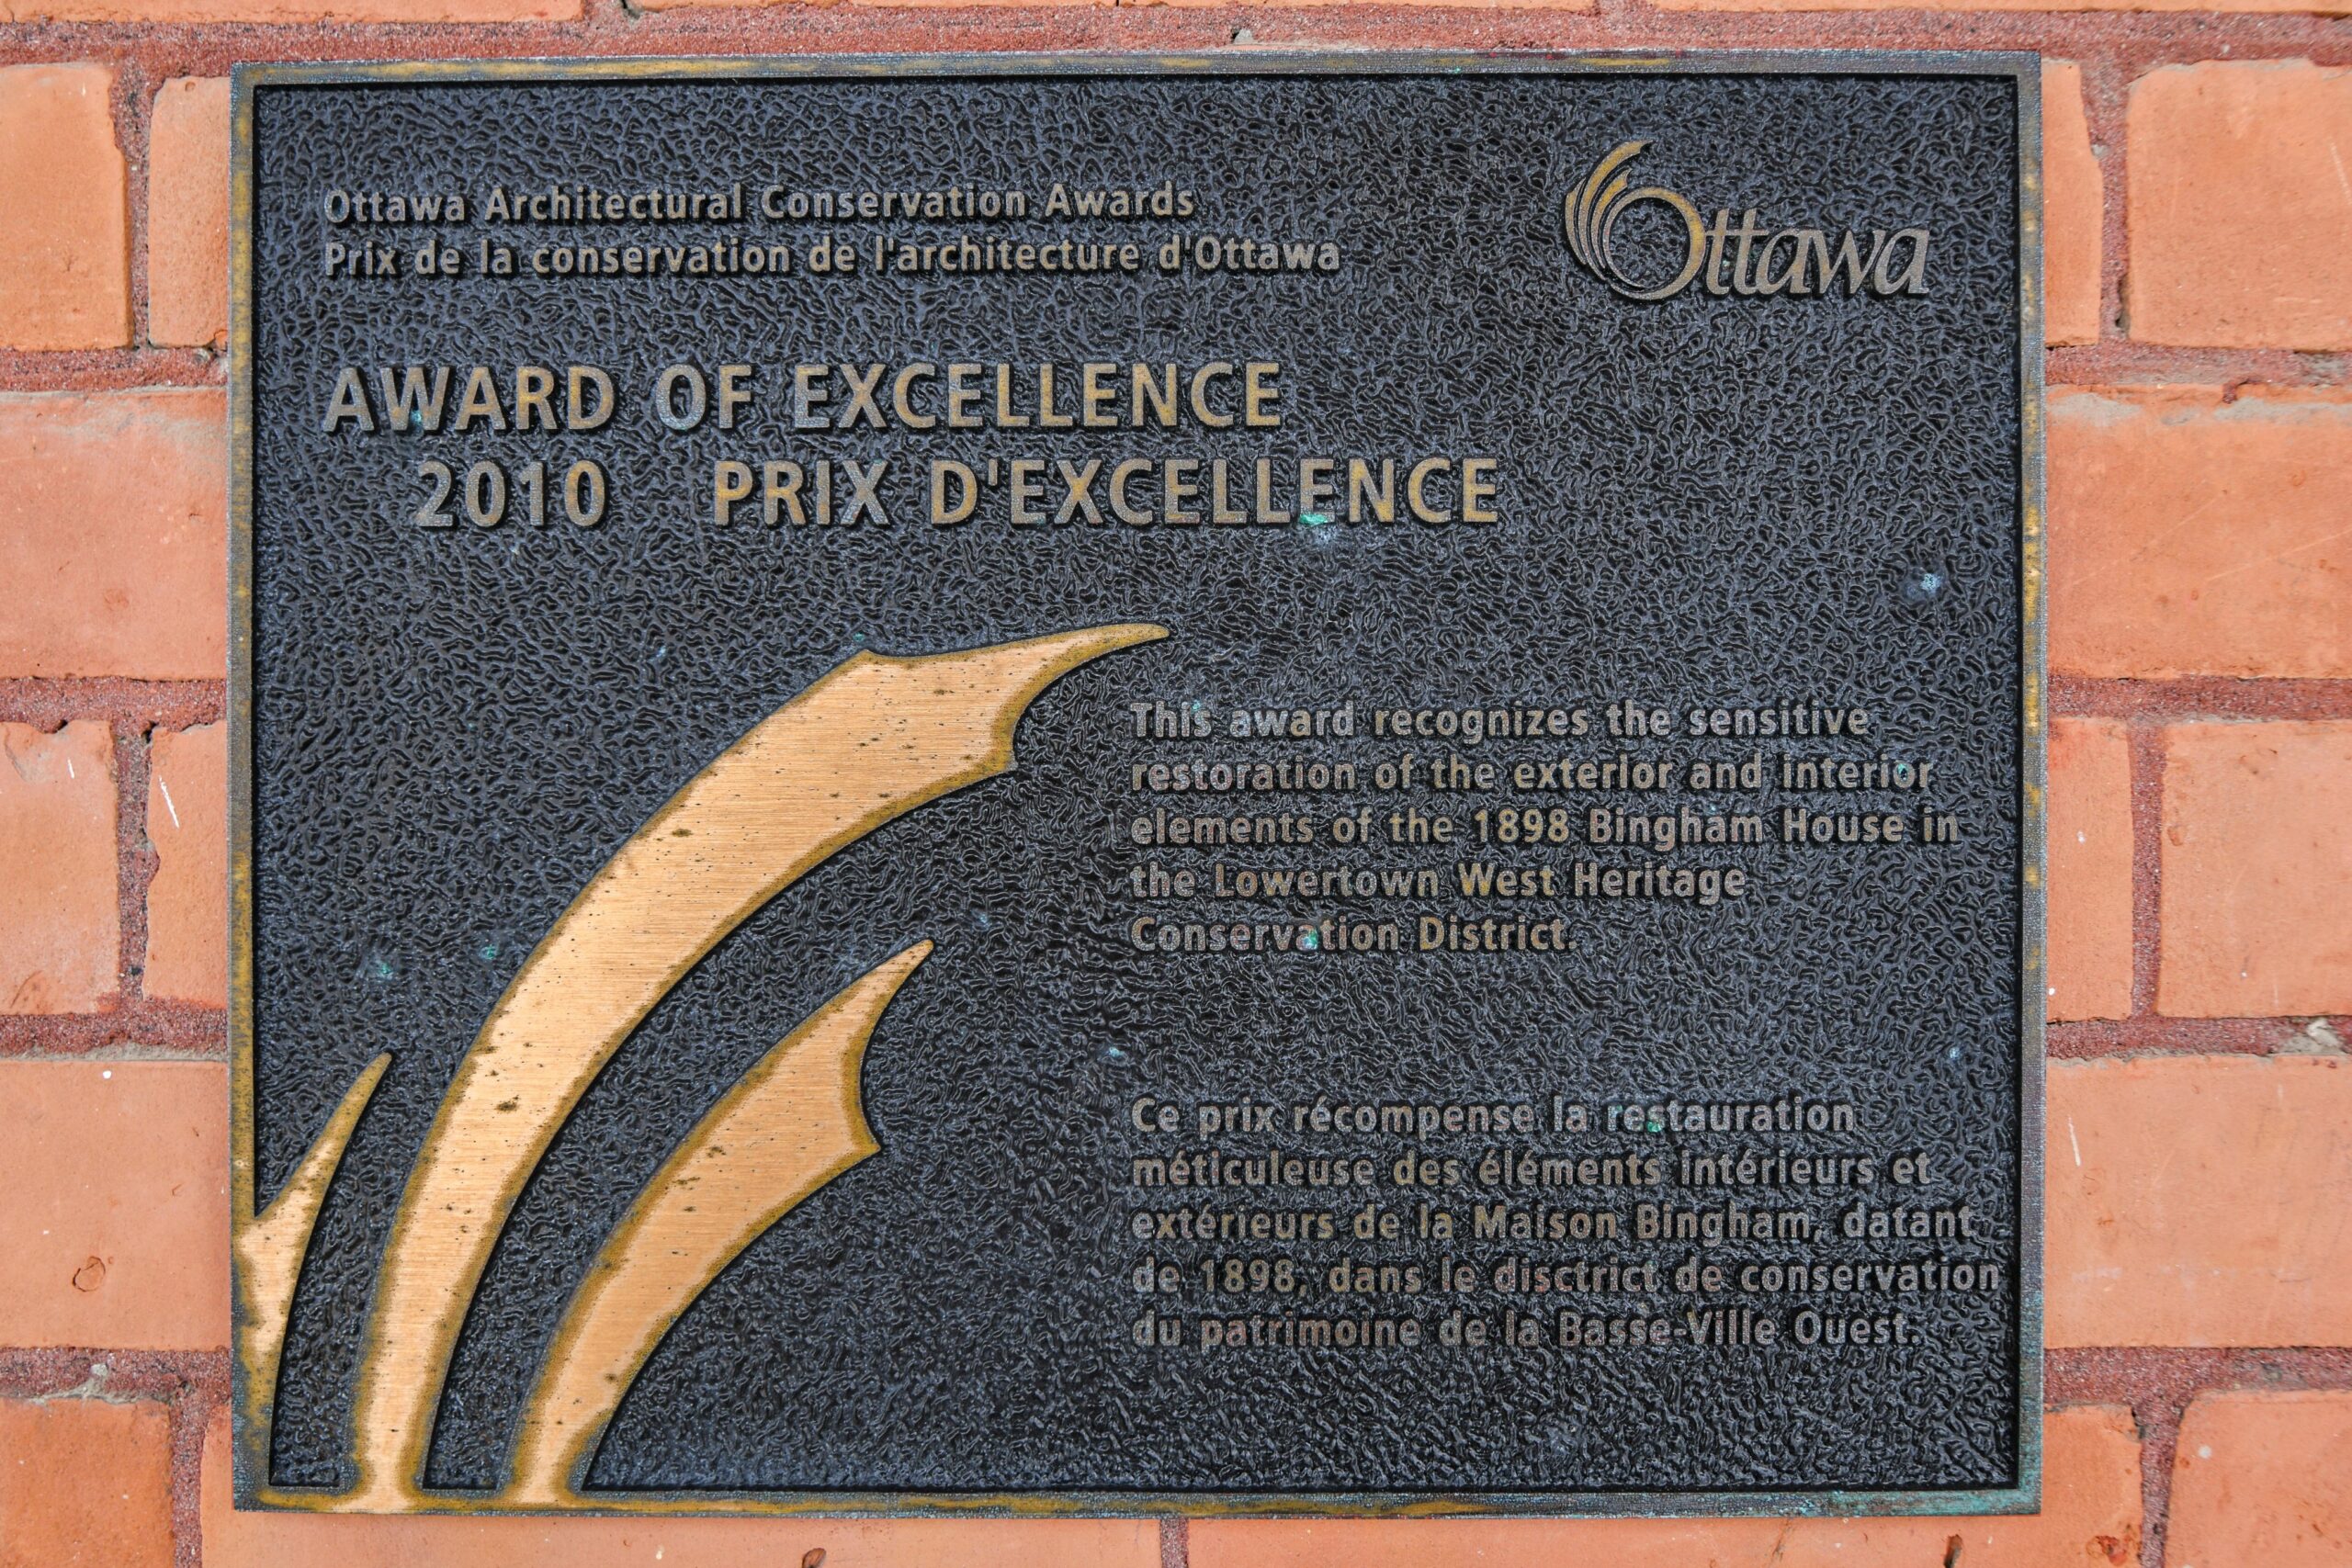 Ottawa Architectural Conservation Awards
Prix de la conservation de l'architecture d'Ottawa
Ottawa
AWARD OF EXCELLENCE
2010 PRIX D'EXCELLENCE
This award recognizes the sensitive
restoration of the exterior and interior
elements of the 1898 Bingham House in
the Lowertown West Heritage
Conservation District.
Ce prix récompense la restauration
méticuleuse des éléments intérieurs et
extérieurs de la Maison Bingham, datant
de 1898, dans le disctrict de conservation
du patrimoine de la Basse-Ville Ouest.